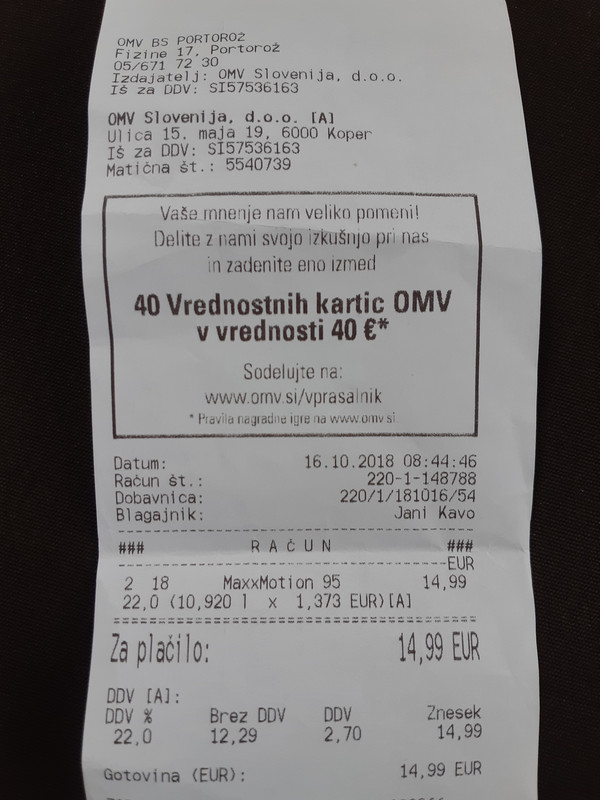 OMV BS PORTOROŽ
Fizine 17, Portorož
05/671 72 30
Izdajatelj: OMV Slovenija, d.o.o.
IŠ za DDV: SI57536163
OMV Slovenija, d.o.o. [A]
Ulica 15. maja 19, 6000 Koper
IŠ za DDV: SI57536163
Matična št.: 5540739
Vaše mnenje nam veliko pomeni!
Delite z nami svojo izkušnjo pri nas
in zadenite eno izmed
40 Vrednostnih kartic OMV
v vrednosti 40 €*
Sodelujte na:
www.omv.si/vprasalnik
* Pravila nagradne igre na www.omv.si
Datum: 16.10.2018 08:44:46
Račun št.: 220-1-148788
Dobavnica: 220/1/181016/54
Blagajnik: Jani Kavo
### R A Č U N ###
EUR
2 18 MaxxMotion 95 14,99
22,0 (10,920 l x 1,373 EUR)[A]
Za plačilo: 14,99 EUR
DDV [A]:
DDV % Brez DDV DDV Znesek
22,0 12,29 2,70 14,99
Gotovina (EUR): 14,99 EUR